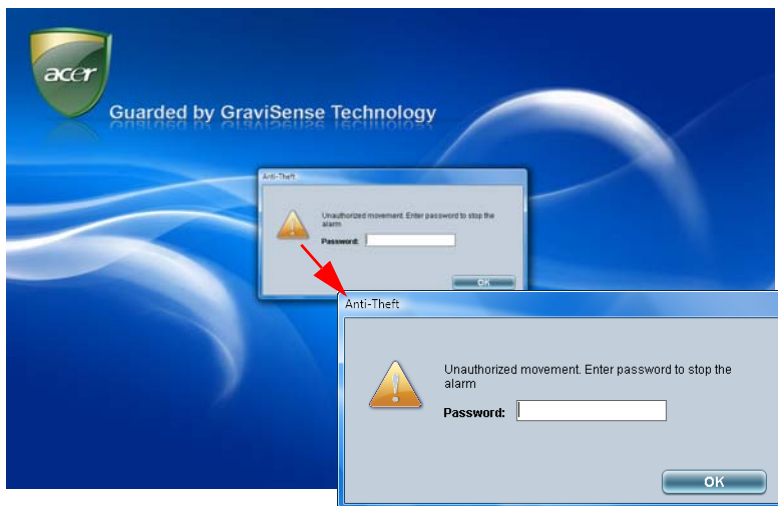 acer
Guarded by GraviSense Technology
Anti-Theft
Unauthorized movement. Enter password to stop the
alarm
Password:
OK
Anti-Theft
Unauthorized movement. Enter password to stop the
alarm
Password:
OK